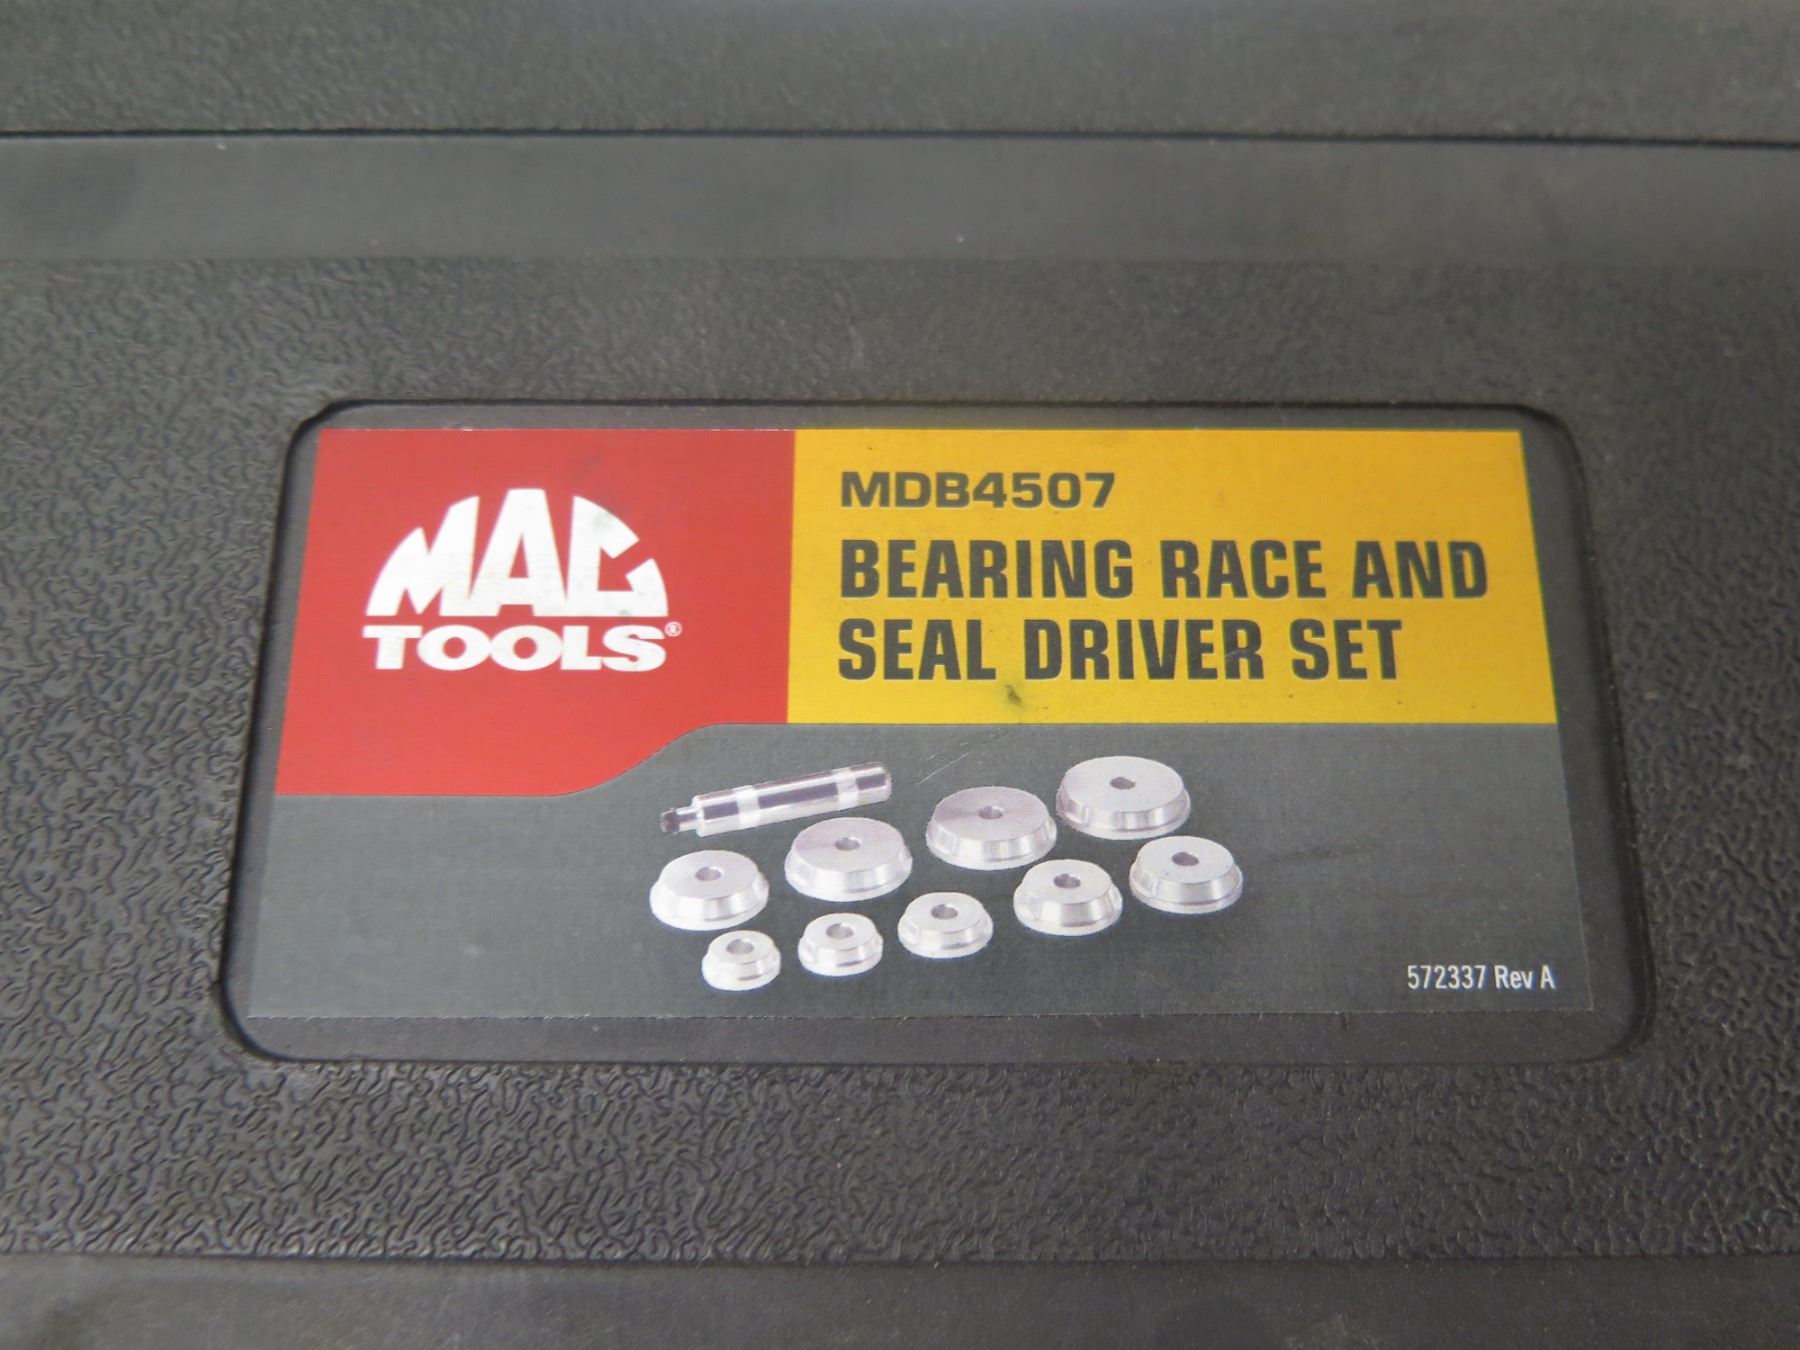 MAC
TOOLS®
MDB4507
BEARING RACE AND
SEAL DRIVER SET
572337 Rev A